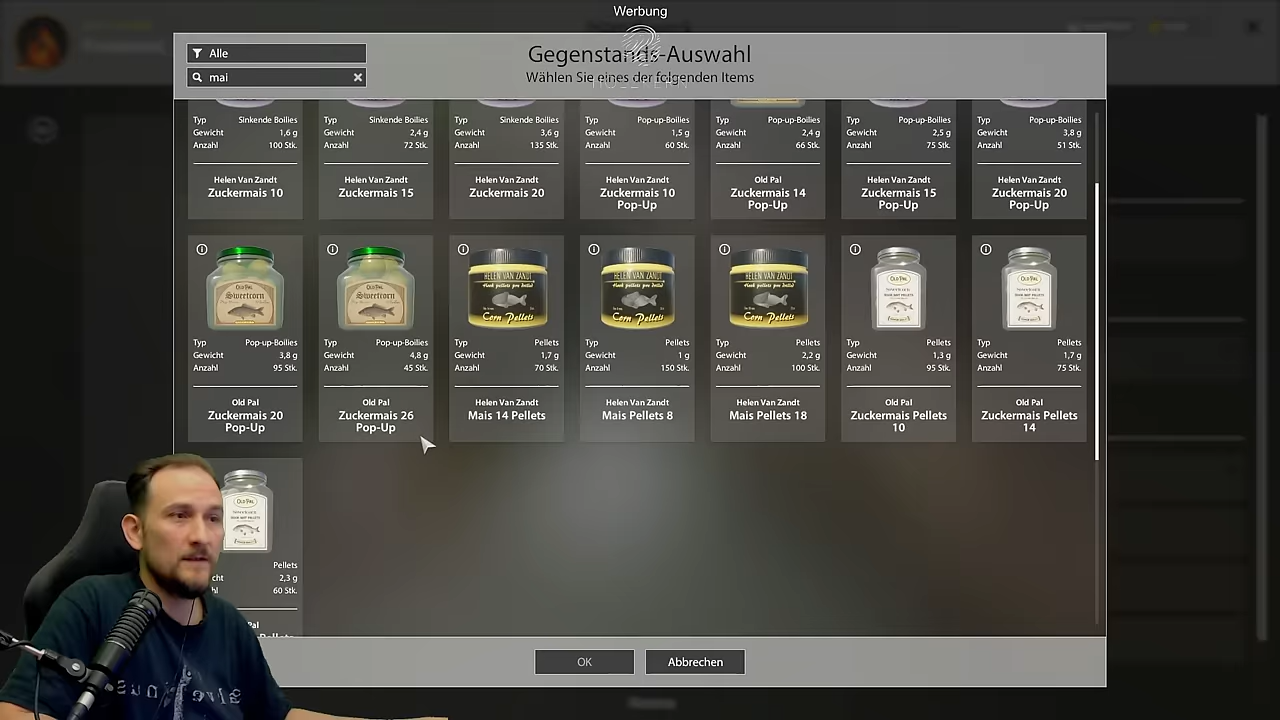 Werbung
Alle
mai
Gegenstands-Auswahl
Wählen Sie eines der folgenden Items
Typ Sinkende Boilies
Gewicht 1,6 g
Anzahl 100 Stk.
Helen Van Zandt
Zuckermais 10
Typ Sinkende Boilies
Gewicht 2,4 g
Anzahl 72 Stk.
Helen Van Zandt
Zuckermais 15
Typ Sinkende Boilies
Gewicht 3,6 g
Anzahl 135 Stk.
Helen Van Zandt
Zuckermais 20
Typ Pop-up-Boilies
Gewicht 1,5 g
Anzahl 60 Stk.
Helen Van Zandt
Zuckermais 10
Pop-Up
Typ Pop-up-Boilies
Gewicht 2,4 g
Anzahl 66 Stk.
Old Pal
Zuckermais 14
Pop-Up
Typ Pop-up-Boilies
Gewicht 2,5 g
Anzahl 75 Stk.
Helen Van Zandt
Zuckermais 15
Pop-Up
Typ Pop-up-Boilies
Gewicht 3,8 g
Anzahl 51 Stk.
Helen Van Zandt
Zuckermais 20
Pop-Up
OLD PAL
Sweetcorn
Typ Pop-up-Boilies
Gewicht 3,8 g
Anzahl 95 Stk.
Old Pal
Zuckermais 20
Pop-Up
OLD PAL
Sweetcorn
Typ Pop-up-Boilies
Gewicht 4,8 g
Anzahl 45 Stk.
Old Pal
Zuckermais 26
Pop-Up
HELEN VAN ZANDT
Corn Pellets
Typ Pellets
Gewicht 1,7 g
Anzahl 70 Stk.
Helen Van Zandt
Mais 14 Pellets
HELEN VAN ZANDT
Corn Pellets
Typ Pellets
Gewicht 1 g
Anzahl 150 Stk.
Helen Van Zandt
Mais Pellets 8
HELEN VAN ZANDT
Corn Pellets
Typ Pellets
Gewicht 2,2 g
Anzahl 100 Stk.
Helen Van Zandt
Mais Pellets 18
OLD PAL
Typ Pellets
Gewicht 1,3 g
Anzahl 95 Stk.
Old Pal
Zuckermais Pellets
10
OLD PAL
Typ Pellets
Gewicht 1,7 g
Anzahl 75 Stk.
Old Pal
Zuckermais Pellets
14
OLD PAL
Pellets
cht 2,3 g
hl 60 Stk.
OK
Abbrechen